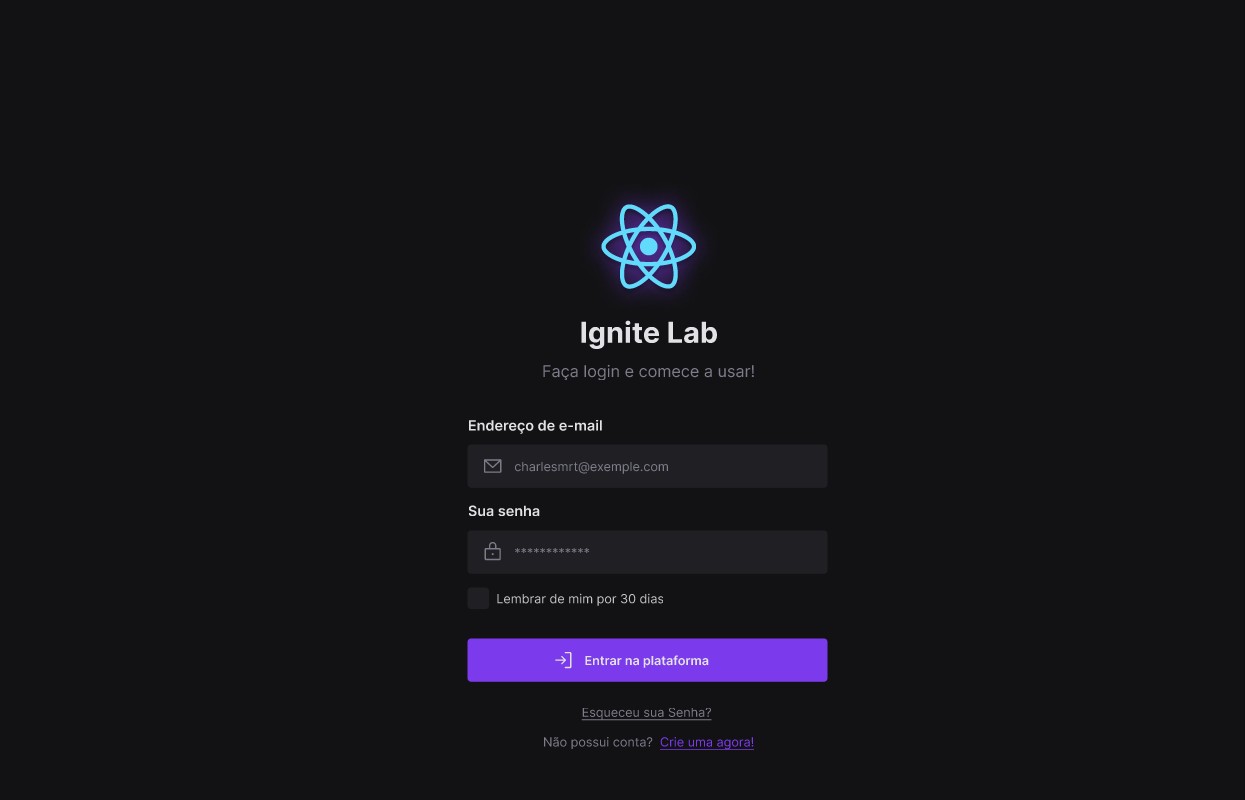 Ignite Lab
Faça login e comece a usar!
Endereço de e-mail
charlesmrt@exemple.com
Sua senha
************
Lembrar de mim por 30 dias
Entrar na plataforma
Esqueceu sua Senha?
Não possui conta? Crie uma agora!